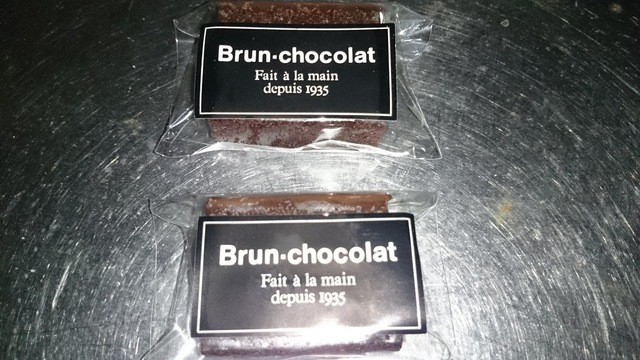 Brun·chocolat
Fait à la main
depuis 1935
Brun·chocolat
Fait à la main
depuis 1935